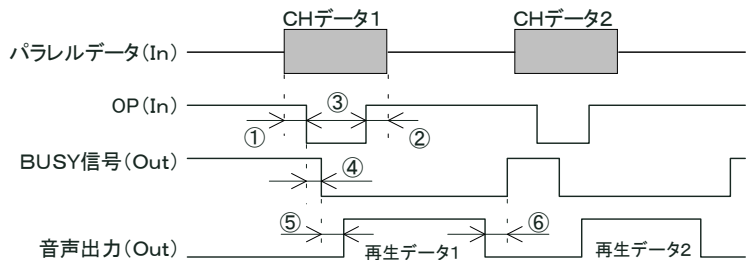 CHデータ1
CHデータ2
パラレルデータ(In)
OP(In)
①
③
②
BUSY信号(Out)
④
⑤
⑥
音声出力(Out)
再生データ1
再生データ2